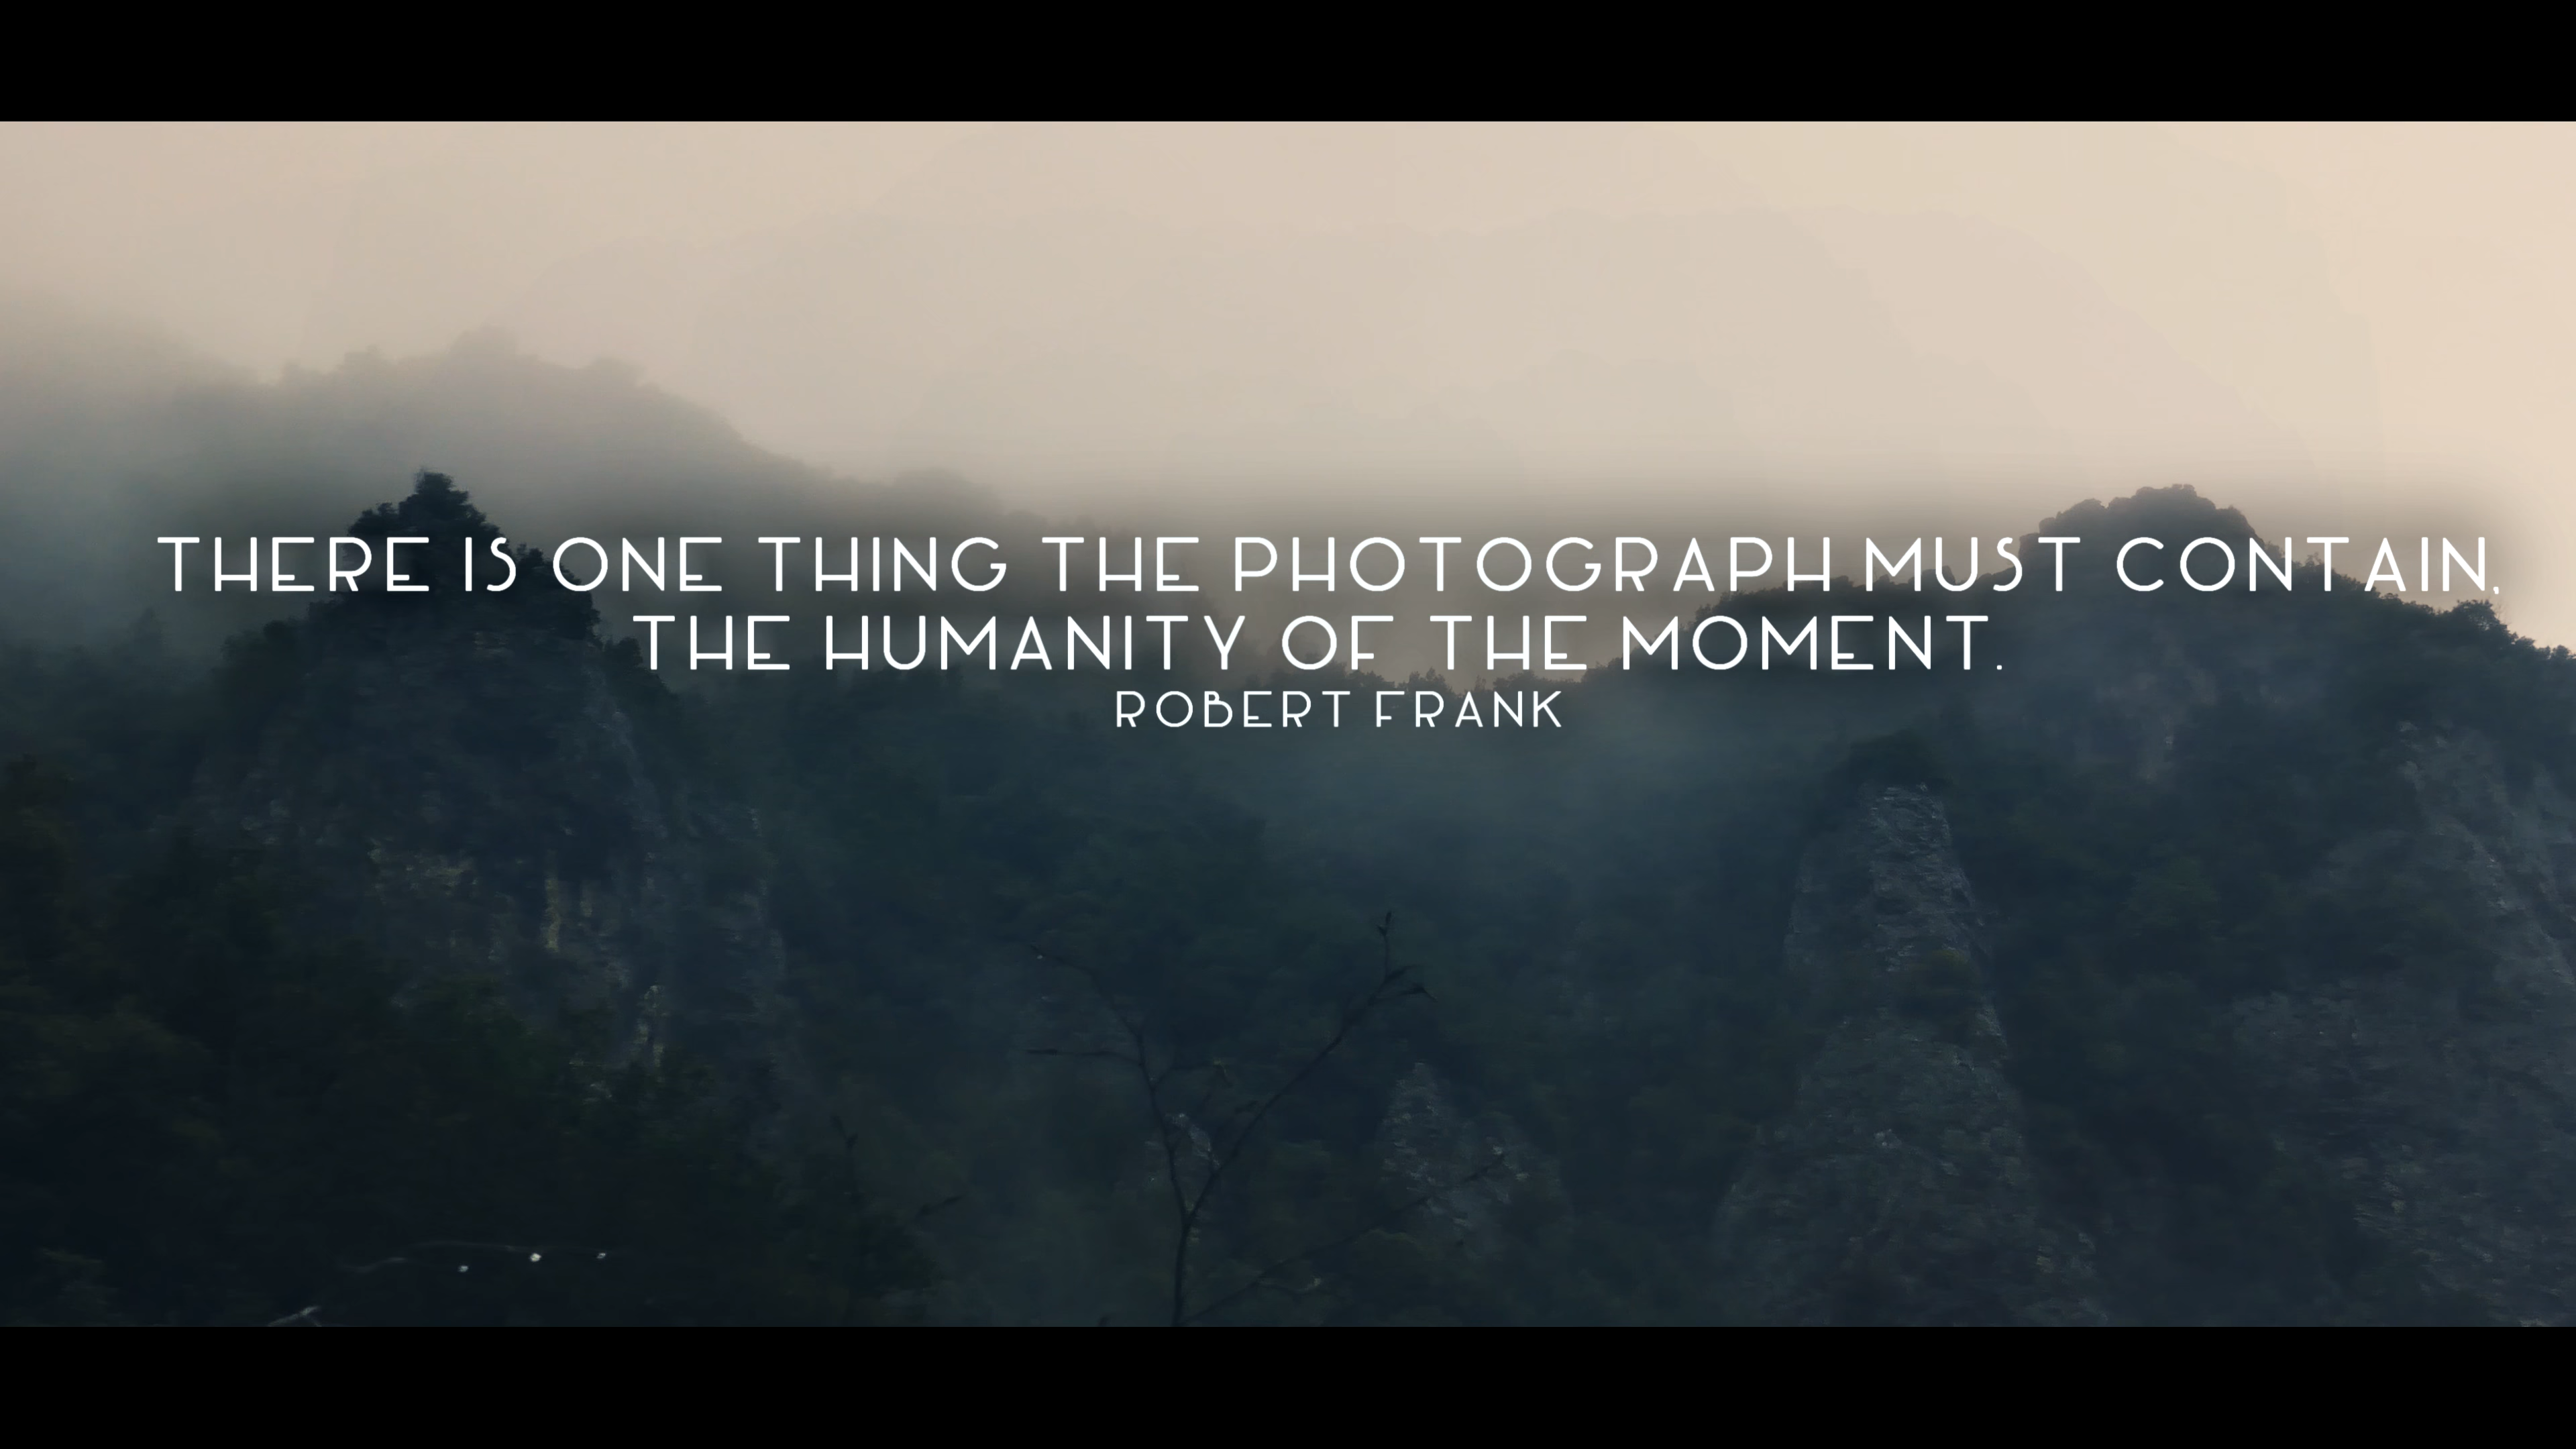 THERE IS ONE THING THE PHOTOGRAPH MUST CONTAIN,
THE HUMANITY OF THE MOMENT.
ROBERT FRANK